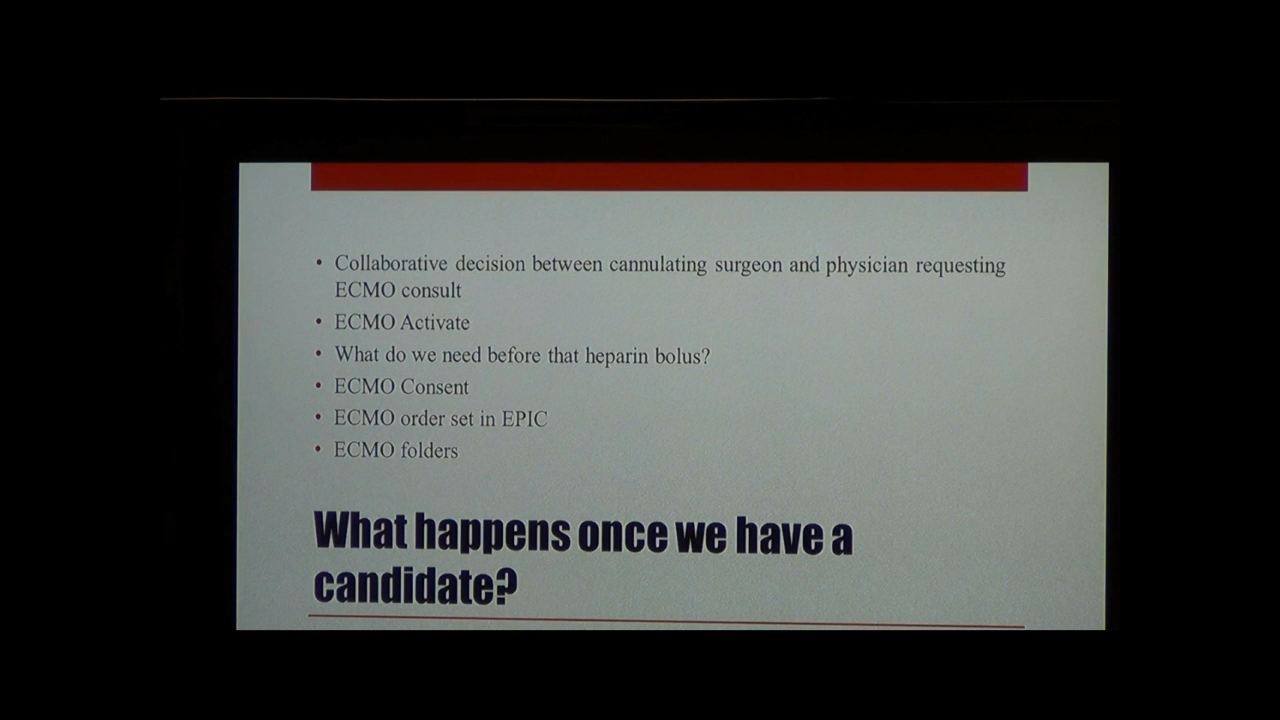 • Collaborative decision between cannulating surgeon and physician requesting
ECMO consult
• ECMO Activate
• What do we need before that heparin bolus?
• ECMO Consent
• ECMO order set in EPIC
• ECMO folders
What happens once we have a
candidate?